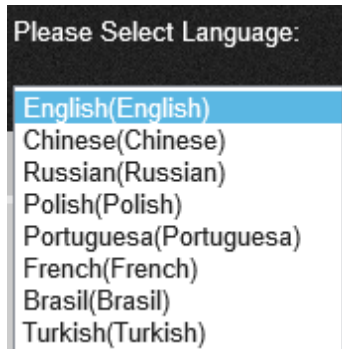 Please Select Language:
English(English)
Chinese(Chinese)
Russian(Russian)
Polish(Polish)
Portuguesa(Portuguesa)
French(French)
Brasil(Brasil)
Turkish(Turkish)